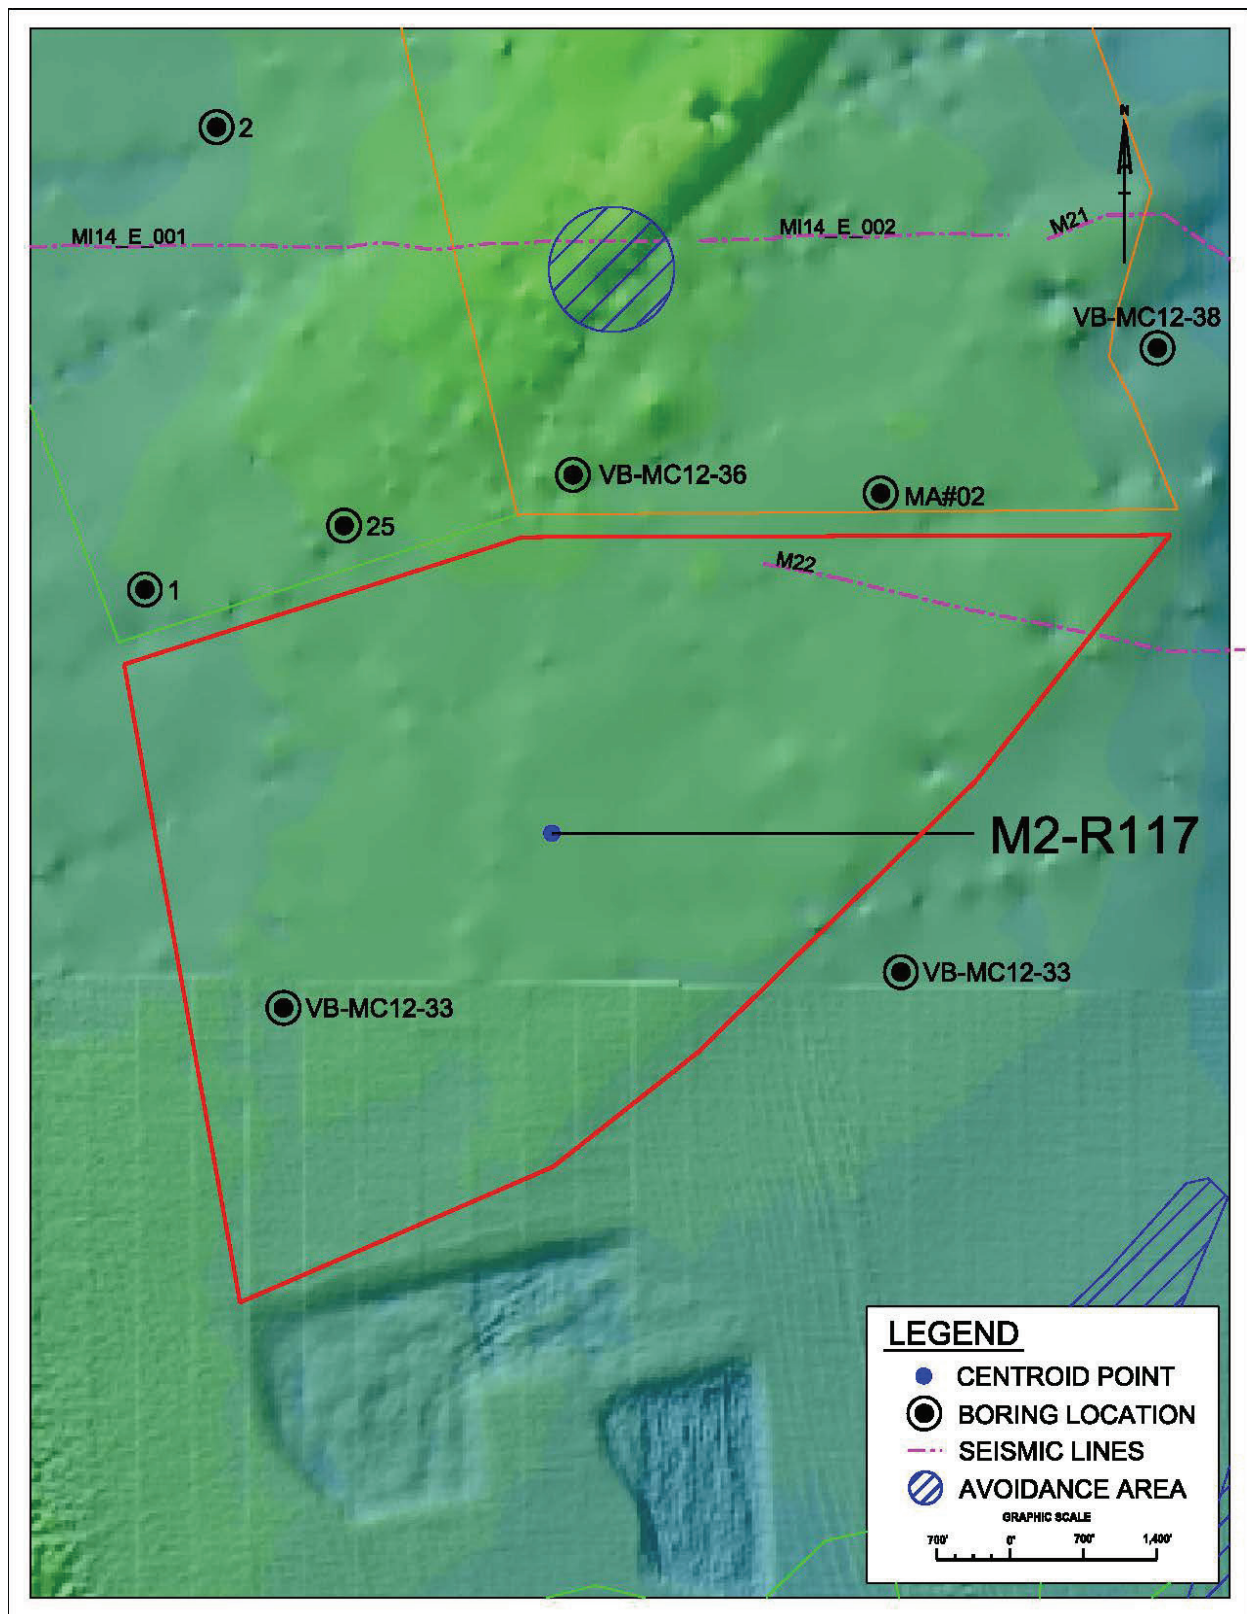 N
2
MI14_E_001
MI14_E_002
M21
VB-MC12-38
VB-MC12-36
MA#02
25
M22
1
M2-R117
VB-MC12-33
VB-MC12-33
LEGEND
CENTROID POINT
BORING LOCATION
SEISMIC LINES
AVOIDANCE AREA
GRAPHIC SCALE
700' 0' 700' 1,400'